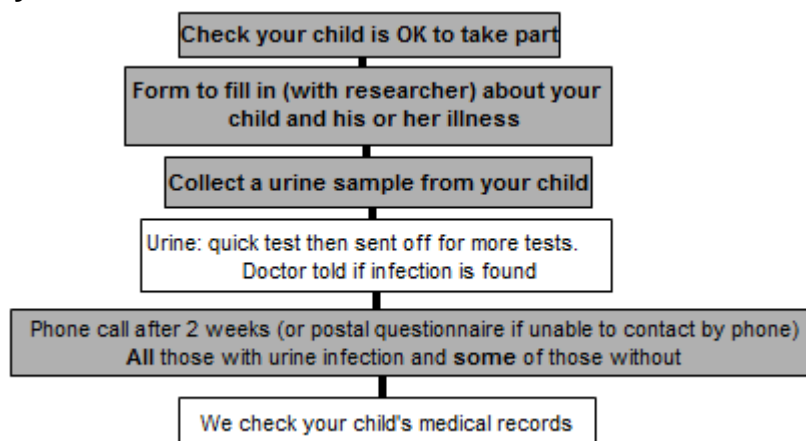 Check your child is OK to take part
Form to fill in (with researcher) about your
child and his or her illness
Collect a urine sample from your child
Urine: quick test then sent off for more tests.
Doctor told if infection is found
Phone call after 2 weeks (or postal questionnaire if unable to contact by phone)
All those with urine infection and some of those without
We check your child's medical records